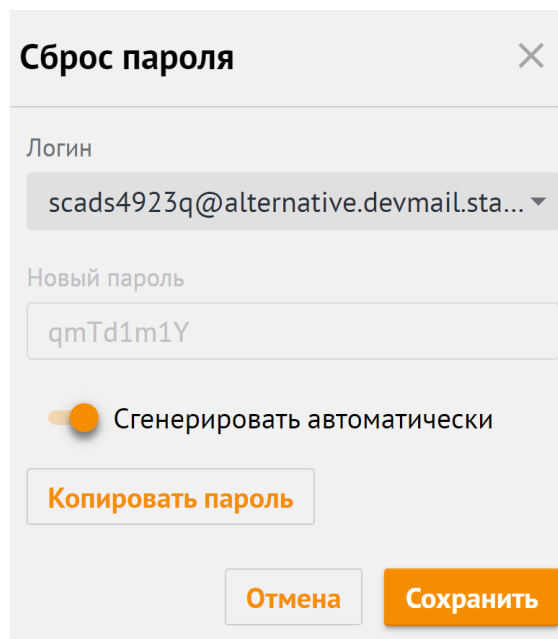 Сброс пароля
Логин
scads4923q@alternative.devmail.sta...
Новый пароль
qmTd1m1Y
Сгенерировать автоматически
Копировать пароль
Отмена
Сохранить